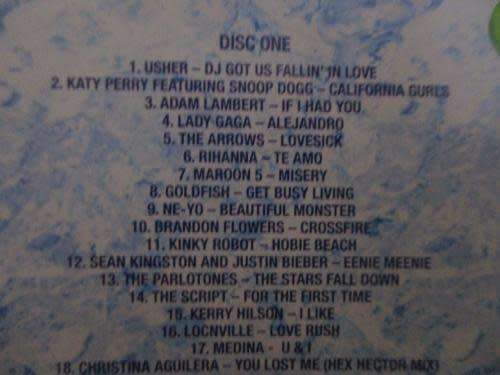 DISC ONE
1. USHER – DJ GOT US FALLIN' IN LOVE
2. KATY PERRY FEATURING SNOOP DOGG – CALIFORNIA GURLS
3. ADAM LAMBERT – IF I HAD YOU
4. LADY GAGA – ALEJANDRO
5. THE ARROWS – LOVESICK
6. RIHANNA – TE AMO
7. MAROON 5 – MISERY
8. GOLDFISH – GET BUSY LIVING
9. NE-YO – BEAUTIFUL MONSTER
10. BRANDON FLOWERS – CROSSFIRE
11. KINKY ROBOT – HOBIE BEACH
12. SEAN KINGSTON AND JUSTIN BIEBER – EENIE MEENIE
13. THE PARLOTONES – THE STARS FALL DOWN
14. THE SCRIPT – FOR THE FIRST TIME
15. KERRY HILSON – I LIKE
16. LOCNVILLE – LOVE RUSH
17. MEDINA - U & I
18. CHRISTINA AGUILERA – YOU LOST ME (HEX HECTOR MIX)